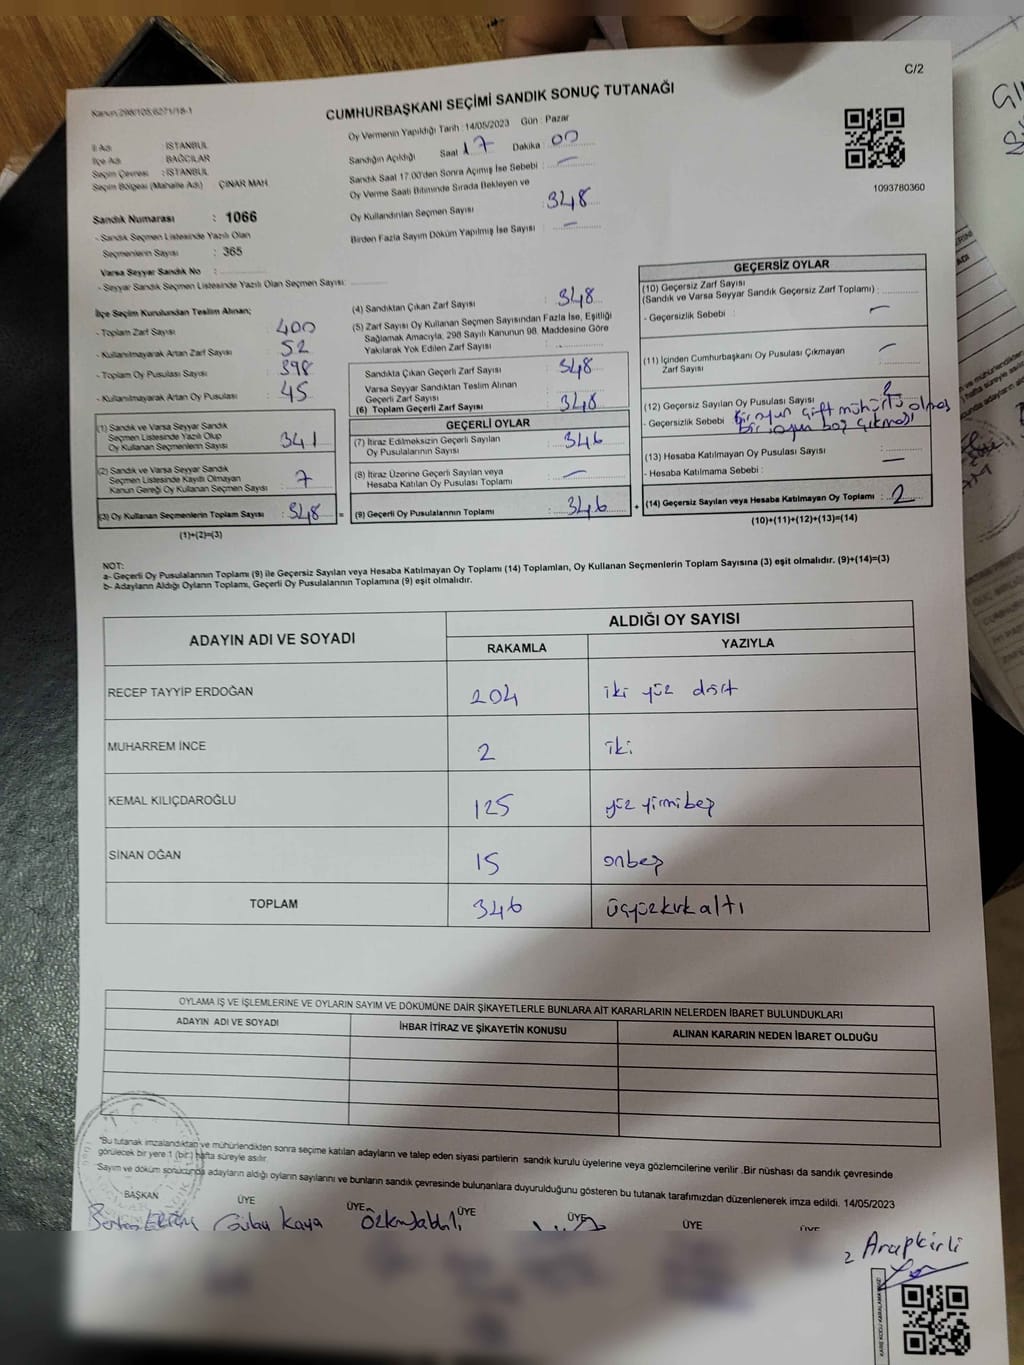 C/2
Kanun:298/105;6271/18-1
CUMHURBAŞKANI SEÇİMİ SANDIK SONUÇ TUTANAĞI
İl Adı : İSTANBUL
İlçe Adı : BAĞCILAR
Seçim Çevresi : İSTANBUL
Seçim Bölgesi (Mahalle Adı) ÇINAR MAH.
Sandık Numarası : 1066
- Sandık Seçmen Listesinde Yazılı Olan
Seçmenlerin Sayısı : 365
Varsa Seyyar Sandık No :
- Seyyar Sandık Seçmen Listesinde Yazılı Olan Seçmen Sayısı:
Oy Vermenin Yapıldığı Tarih : 14/05/2023 Gün : Pazar
Sandığın Açıldığı Saat 17 Dakika : 00
Sandık Saat 17:00'den Sonra Açımış İse Sebebi : —
Oy Verme Saati Bitiminde Sırada Bekleyen ve
Oy Kullandırılan Seçmen Sayısı : 348
Birden Fazla Sayım Döküm Yapılmış İse Sayısı : —
1093780360
İlçe Seçim Kurulundan Teslim Alınan;
- Toplam Zarf Sayısı : 400
- Kullanılmayarak Artan Zarf Sayısı : 52
- Toplam Oy Pusulası Sayısı : 398
- Kullanılmayarak Artan Oy Pusulası : 45
(1) Sandık ve Varsa Seyyar Sandık
Seçmen Listesinde Yazılı Olup
Oy Kullanan Seçmenlerin Sayısı : 341
(2) Sandık ve Varsa Seyyar Sandık
Seçmen Listesinde Kayıtlı Olmayan
Kanun Gereği Oy Kullanan Seçmen Sayısı : 7
(3) Oy Kullanan Seçmenlerin Toplam Sayısı : 348 =
(1)+(2)=(3)
(4) Sandıktan Çıkan Zarf Sayısı : 348
(5) Zarf Sayısı Oy Kullanan Seçmen Sayısından Fazla İse, Eşitliği
Sağlamak Amacıyla, 298 Sayılı Kanunun 98. Maddesine Göre
Yakılarak Yok Edilen Zarf Sayısı :
Sandıkta Çıkan Geçerli Zarf Sayısı : 348
Varsa Seyyar Sandıktan Teslim Alınan
Geçerli Zarf Sayısı :
(6) Toplam Geçerli Zarf Sayısı : 348
GEÇERLİ OYLAR
(7) İtiraz Edilmeksizin Geçerli Sayılan
Oy Pusulasının Sayısı : 346
(8) İtiraz Üzerine Geçerli Sayılan veya
Hesaba Katılan Oy Pusulası Toplamı : —
(9) Geçerli Oy Pusulalarının Toplamı : 346 +
GEÇERSİZ OYLAR
(10) Geçersiz Zarf Sayısı
(Sandık ve Varsa Seyyar Sandık Geçersiz Zarf Toplamı) :
- Geçersizlik Sebebi : —
(11) İçinden Cumhurbaşkanı Oy Pusulası Çıkmayan
Zarf Sayısı : —
(12) Geçersiz Sayılan Oy Pusulası Sayısı : 2
- Geçersizlik Sebebi Bir oyun çift mühürlü olması
bir oyun boş çıkması
(13) Hesaba Katılmayan Oy Pusulası Sayısı :
- Hesaba Katılmama Sebebi : —
(14) Geçersiz Sayılan veya Hesaba Katılmayan Oy Toplamı : 2
(10)+(11)+(12)+(13)=(14)
NOT:
a- Geçerli Oy Pusulalarının Toplamı (9) ile Geçersiz Sayılan veya Hesaba Katılmayan Oy Toplamı (14) Toplamları, Oy Kullanan Seçmenlerin Toplam Sayısına (3) eşit olmalıdır. (9)+(14)=(3)
b- Adayların Aldığı Oyların Toplamı, Geçerli Oy Pusulalarının Toplamına (9) eşit olmalıdır.
ADAYIN ADI VE SOYADI
ALDIĞI OY SAYISI
RAKAMLA YAZIYLA
RECEP TAYYİP ERDOĞAN 204 iki yüz dört
MUHARREM İNCE 2 iki
KEMAL KILIÇDAROĞLU 125 yüz yirmibeş
SİNAN OĞAN 15 onbeş
TOPLAM 346 üçyüzkırkaltı
OYLAMA İŞ VE İŞLEMLERİNE VE OYLARIN SAYIM VE DÖKÜMÜNE DAİR ŞİKAYETLERLE BUNLARA AİT KARARLARIN NELERDEN İBARET BULUNDUKLARI
ADAYIN ADI VE SOYADI İHBAR İTİRAZ VE ŞİKAYETİN KONUSU ALINAN KARARIN NEDEN İBARET OLDUĞU
*Bu tutanak imzalandıktan ve mühürlendikten sonra seçime katılan adayların ve talep eden siyasi partilerin sandık kurulu üyelerine veya gözlemcilerine verilir .Bir nüshası da sandık çevresinde
görülecek bir yere 1 (bir) hafta süreyle asılır.
Sayım ve döküm sonucunda adayların aldığı oyların sayılarını ve bunların sandık çevresinde bulunanlara duyurulduğunu gösteren bu tutanak tarafımızdan düzenlenerek imza edildi. 14/05/2023
BAŞKAN ÜYE ÜYE ÜYE ÜYE ÜYE ÜYE
Gülay Kaya
Arapkirli